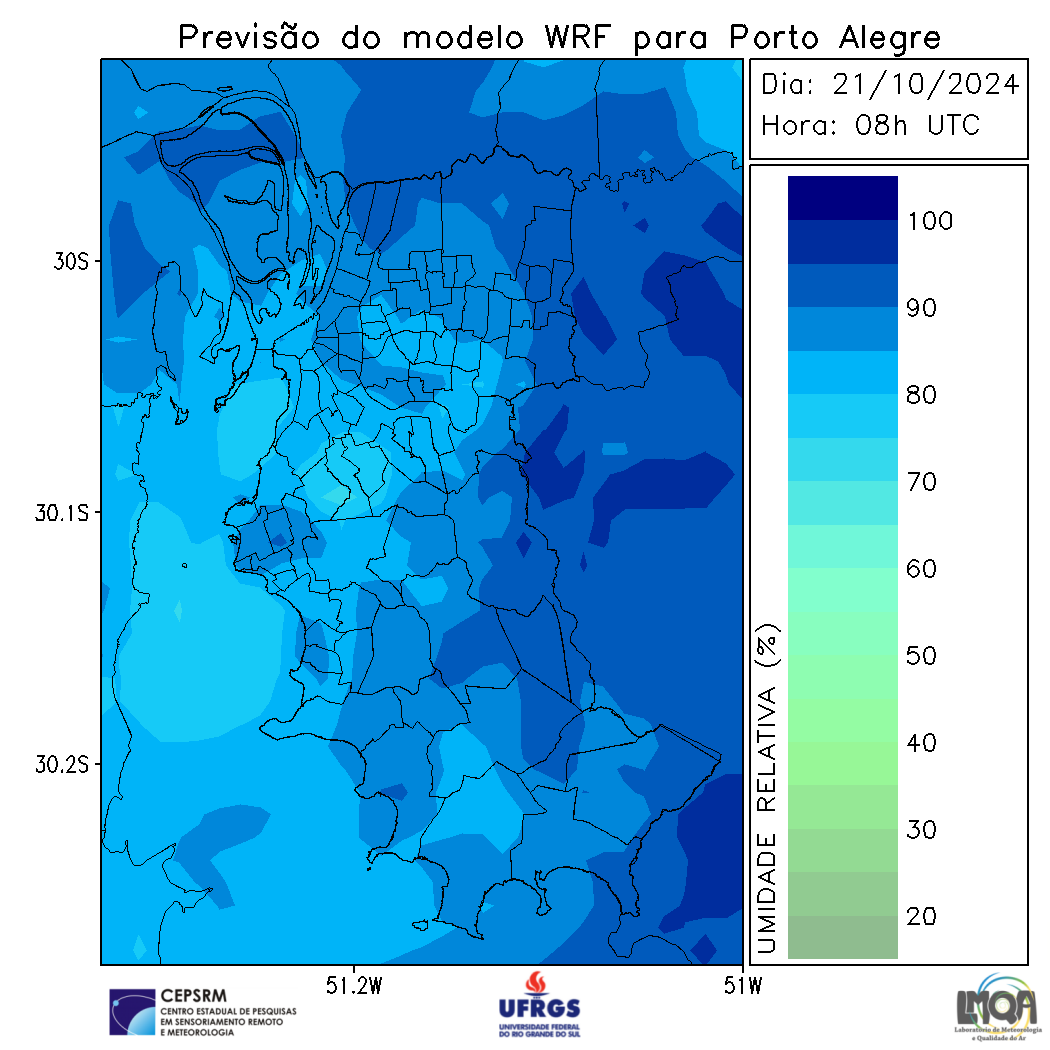 Previsão do modelo WRF para Porto Alegre
Dia: 21/10/2024
Hora: 08h UTC
30S
30.1S
30.2S
51.2W
51W
UMIDADE RELATIVA (%)
100
90
80
70
60
50
40
30
20
CEPSRM
CENTRO ESTADUAL DE PESQUISAS
EM SENSORIAMENTO REMOTO
E METEOROLOGIA
UFRGS
UNIVERSIDADE FEDERAL
DO RIO GRANDE DO SUL
LMQA
Laboratório de Meteorologia
e Qualidade do Ar